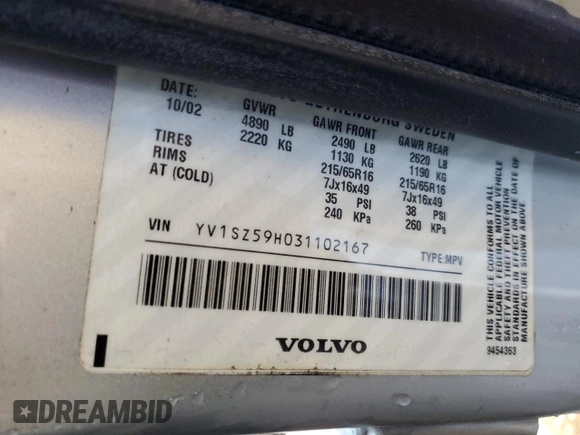 GOTHENBURG SWEDEN
DATE: GVWR GAWR FRONT GAWR REAR
10/02 4890 LB 2490 LB 2620 LB
2220 KG 1130 KG 1190 KG
TIRES 215/65R16 215/65R16
RIMS 7Jx16x49 7Jx16x49
AT (COLD) 35 PSI 38 PSI
240 KPa 260 KPa
VIN YV1SZ59H031102167 TYPE:MPV
VOLVO
THIS VEHICLE CONFORMS TO ALL
APPLICABLE FEDERAL MOTOR VEHICLE
SAFETY AND THEFT PREVENTION
STANDARDS IN EFFECT ON THE DATE OF
MANUFACTURE SHOWN ABOVE.
9454363
DREAMBID